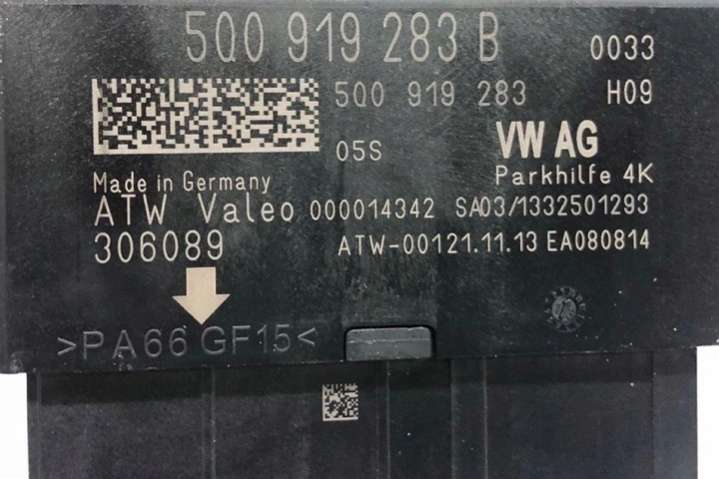 5Q0 919 283 B 0033
5Q0 919 283 H09
05S VW AG
Parkhilfe 4K
Made in Germany
ATW Valeo 000014342 SA03/1332501293
306089 ATW-00121.11.13 EA080814
>PA66 GF15<